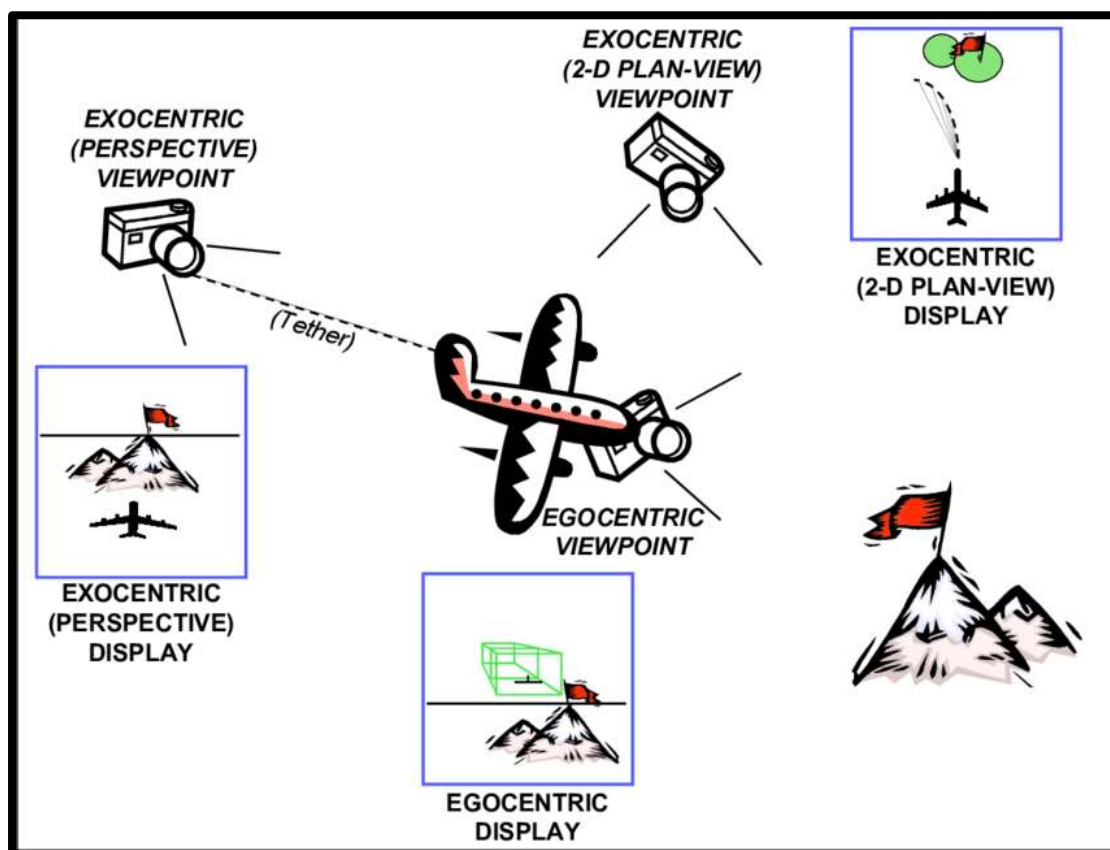 EXOCENTRIC
(2-D PLAN-VIEW)
VIEWPOINT
EXOCENTRIC
(PERSPECTIVE)
VIEWPOINT
EXOCENTRIC
(2-D PLAN-VIEW)
DISPLAY
(Tether)
EGOCENTRIC
VIEWPOINT
EXOCENTRIC
(PERSPECTIVE)
DISPLAY
EGOCENTRIC
DISPLAY